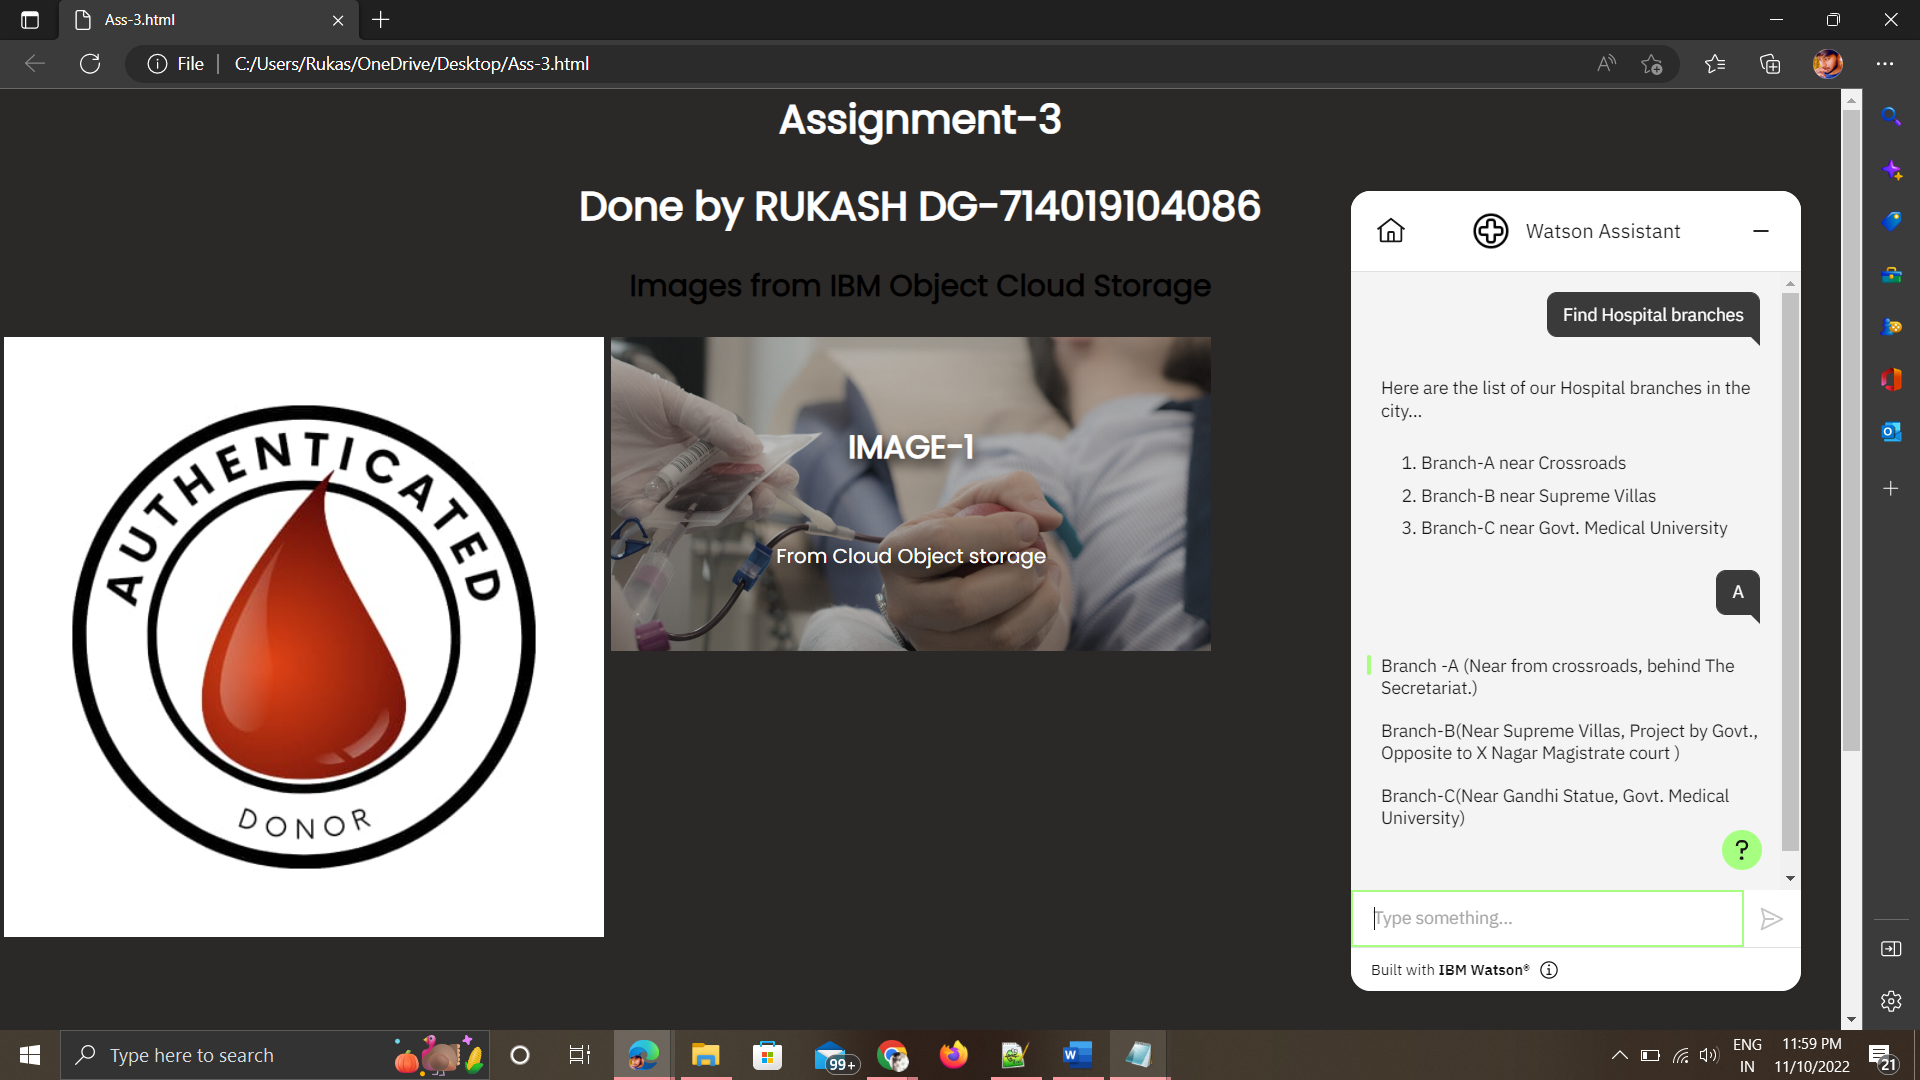 Ass-3.html
File
C:/Users/Rukas/OneDrive/Desktop/Ass-3.html
Assignment-3
Done by RUKASH DG-714019104086
Images from IBM Object Cloud Storage
AUTHENTICATED
DONOR
IMAGE-1
From Cloud Object storage
Watson Assistant
Find Hospital branches
Here are the list of our Hospital branches in the
city...
1. Branch-A near Crossroads
2. Branch-B near Supreme Villas
3. Branch-C near Govt. Medical University
A
Branch -A (Near from crossroads, behind The
Secretariat.)
Branch-B(Near Supreme Villas, Project by Govt.,
Opposite to X Nagar Magistrate court )
Branch-C(Near Gandhi Statue, Govt. Medical
University)
?
Type something...
Built with IBM Watson®
Type here to search
99+
ENG
IN
11:59 PM
11/10/2022
21